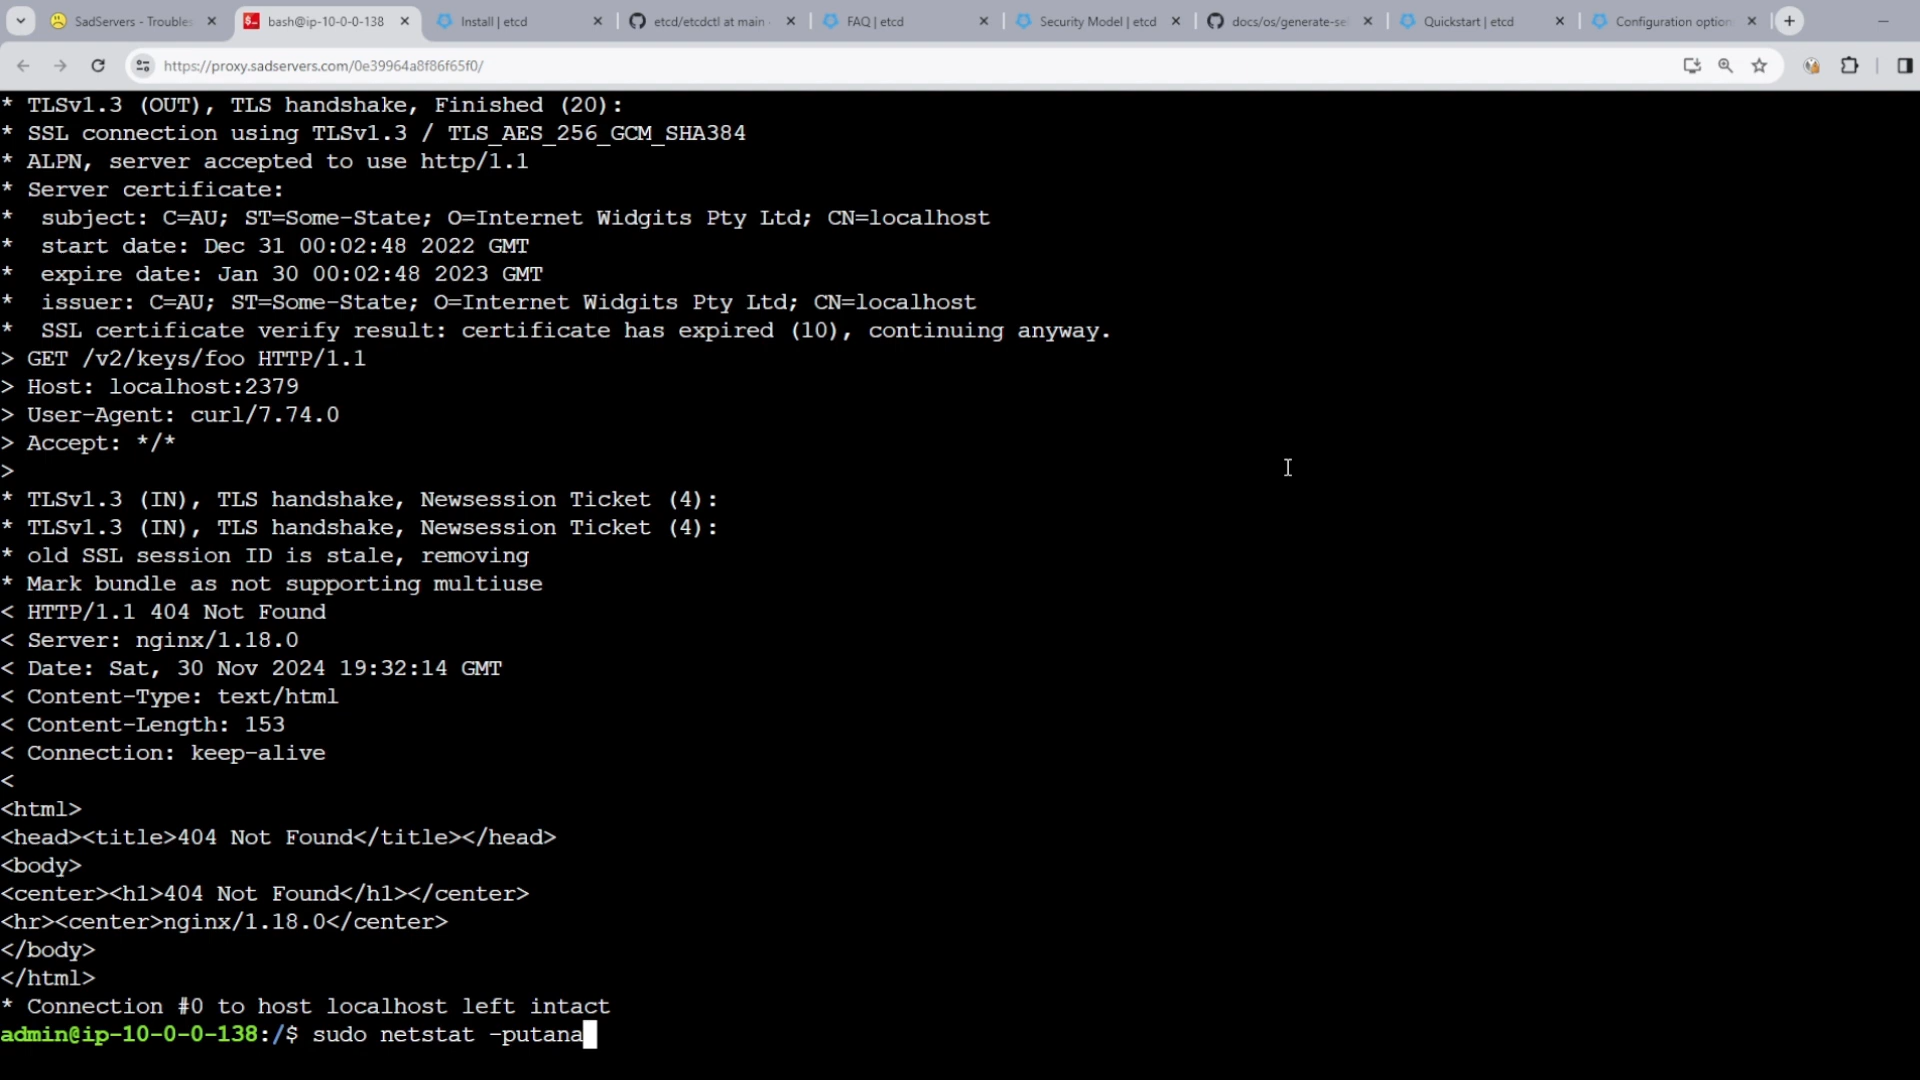 SadServers - Troubles
bash@ip-10-0-0-138
Install | etcd
etcd/etcdctl at main
FAQ | etcd
Security Model | etcd
docs/os/generate-sel
Quickstart | etcd
Configuration option
https://proxy.sadservers.com/0e39964a8f86f65f0/
* TLSv1.3 (OUT), TLS handshake, Finished (20):
* SSL connection using TLSv1.3 / TLS_AES_256_GCM_SHA384
* ALPN, server accepted to use http/1.1
* Server certificate:
*  subject: C=AU; ST=Some-State; O=Internet Widgits Pty Ltd; CN=localhost
*  start date: Dec 31 00:02:48 2022 GMT
*  expire date: Jan 30 00:02:48 2023 GMT
*  issuer: C=AU; ST=Some-State; O=Internet Widgits Pty Ltd; CN=localhost
*  SSL certificate verify result: certificate has expired (10), continuing anyway.
> GET /v2/keys/foo HTTP/1.1
> Host: localhost:2379
> User-Agent: curl/7.74.0
> Accept: */*
>
* TLSv1.3 (IN), TLS handshake, Newsession Ticket (4):
* TLSv1.3 (IN), TLS handshake, Newsession Ticket (4):
* old SSL session ID is stale, removing
* Mark bundle as not supporting multiuse
< HTTP/1.1 404 Not Found
< Server: nginx/1.18.0
< Date: Sat, 30 Nov 2024 19:32:14 GMT
< Content-Type: text/html
< Content-Length: 153
< Connection: keep-alive
<
<html>
<head><title>404 Not Found</title></head>
<body>
<center><h1>404 Not Found</h1></center>
<hr><center>nginx/1.18.0</center>
</body>
</html>
* Connection #0 to host localhost left intact
admin@ip-10-0-0-138:/$ sudo netstat -putana